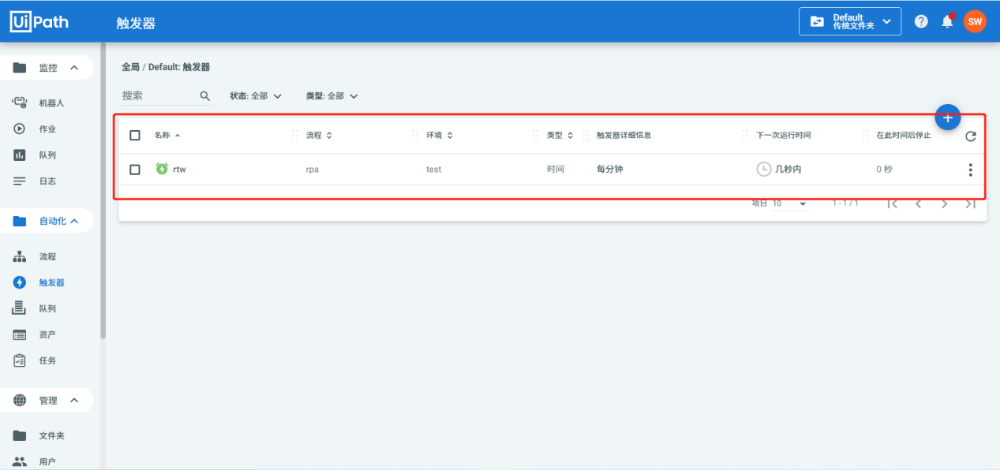 UiPath
触发器
Default
传统文件夹
SW
监控
机器人
作业
队列
日志
自动化
流程
触发器
队列
资产
任务
管理
文件夹
用户
全局 / Default: 触发器
搜索
状态: 全部
类型: 全部
名称 流程 环境 类型 触发器详细信息 下一次运行时间 在此时间后停止
rtw rpa test 时间 每分钟 几秒内 0 秒
项目 10 1 - 1 / 1